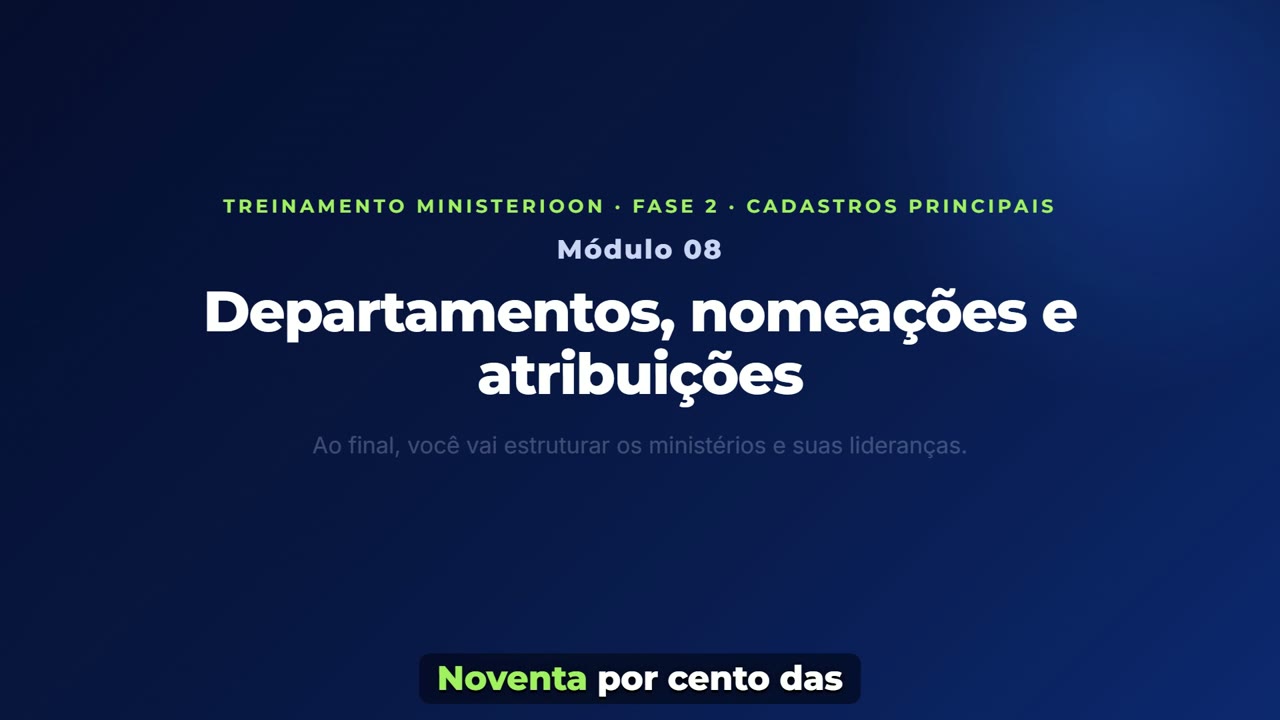 TREINAMENTO MINISTERIOON · FASE 2 · CADASTROS PRINCIPAIS
Módulo 08
Departamentos, nomeações e
atribuições
Ao final, você vai estruturar os ministérios e suas lideranças.
Noventa por cento das